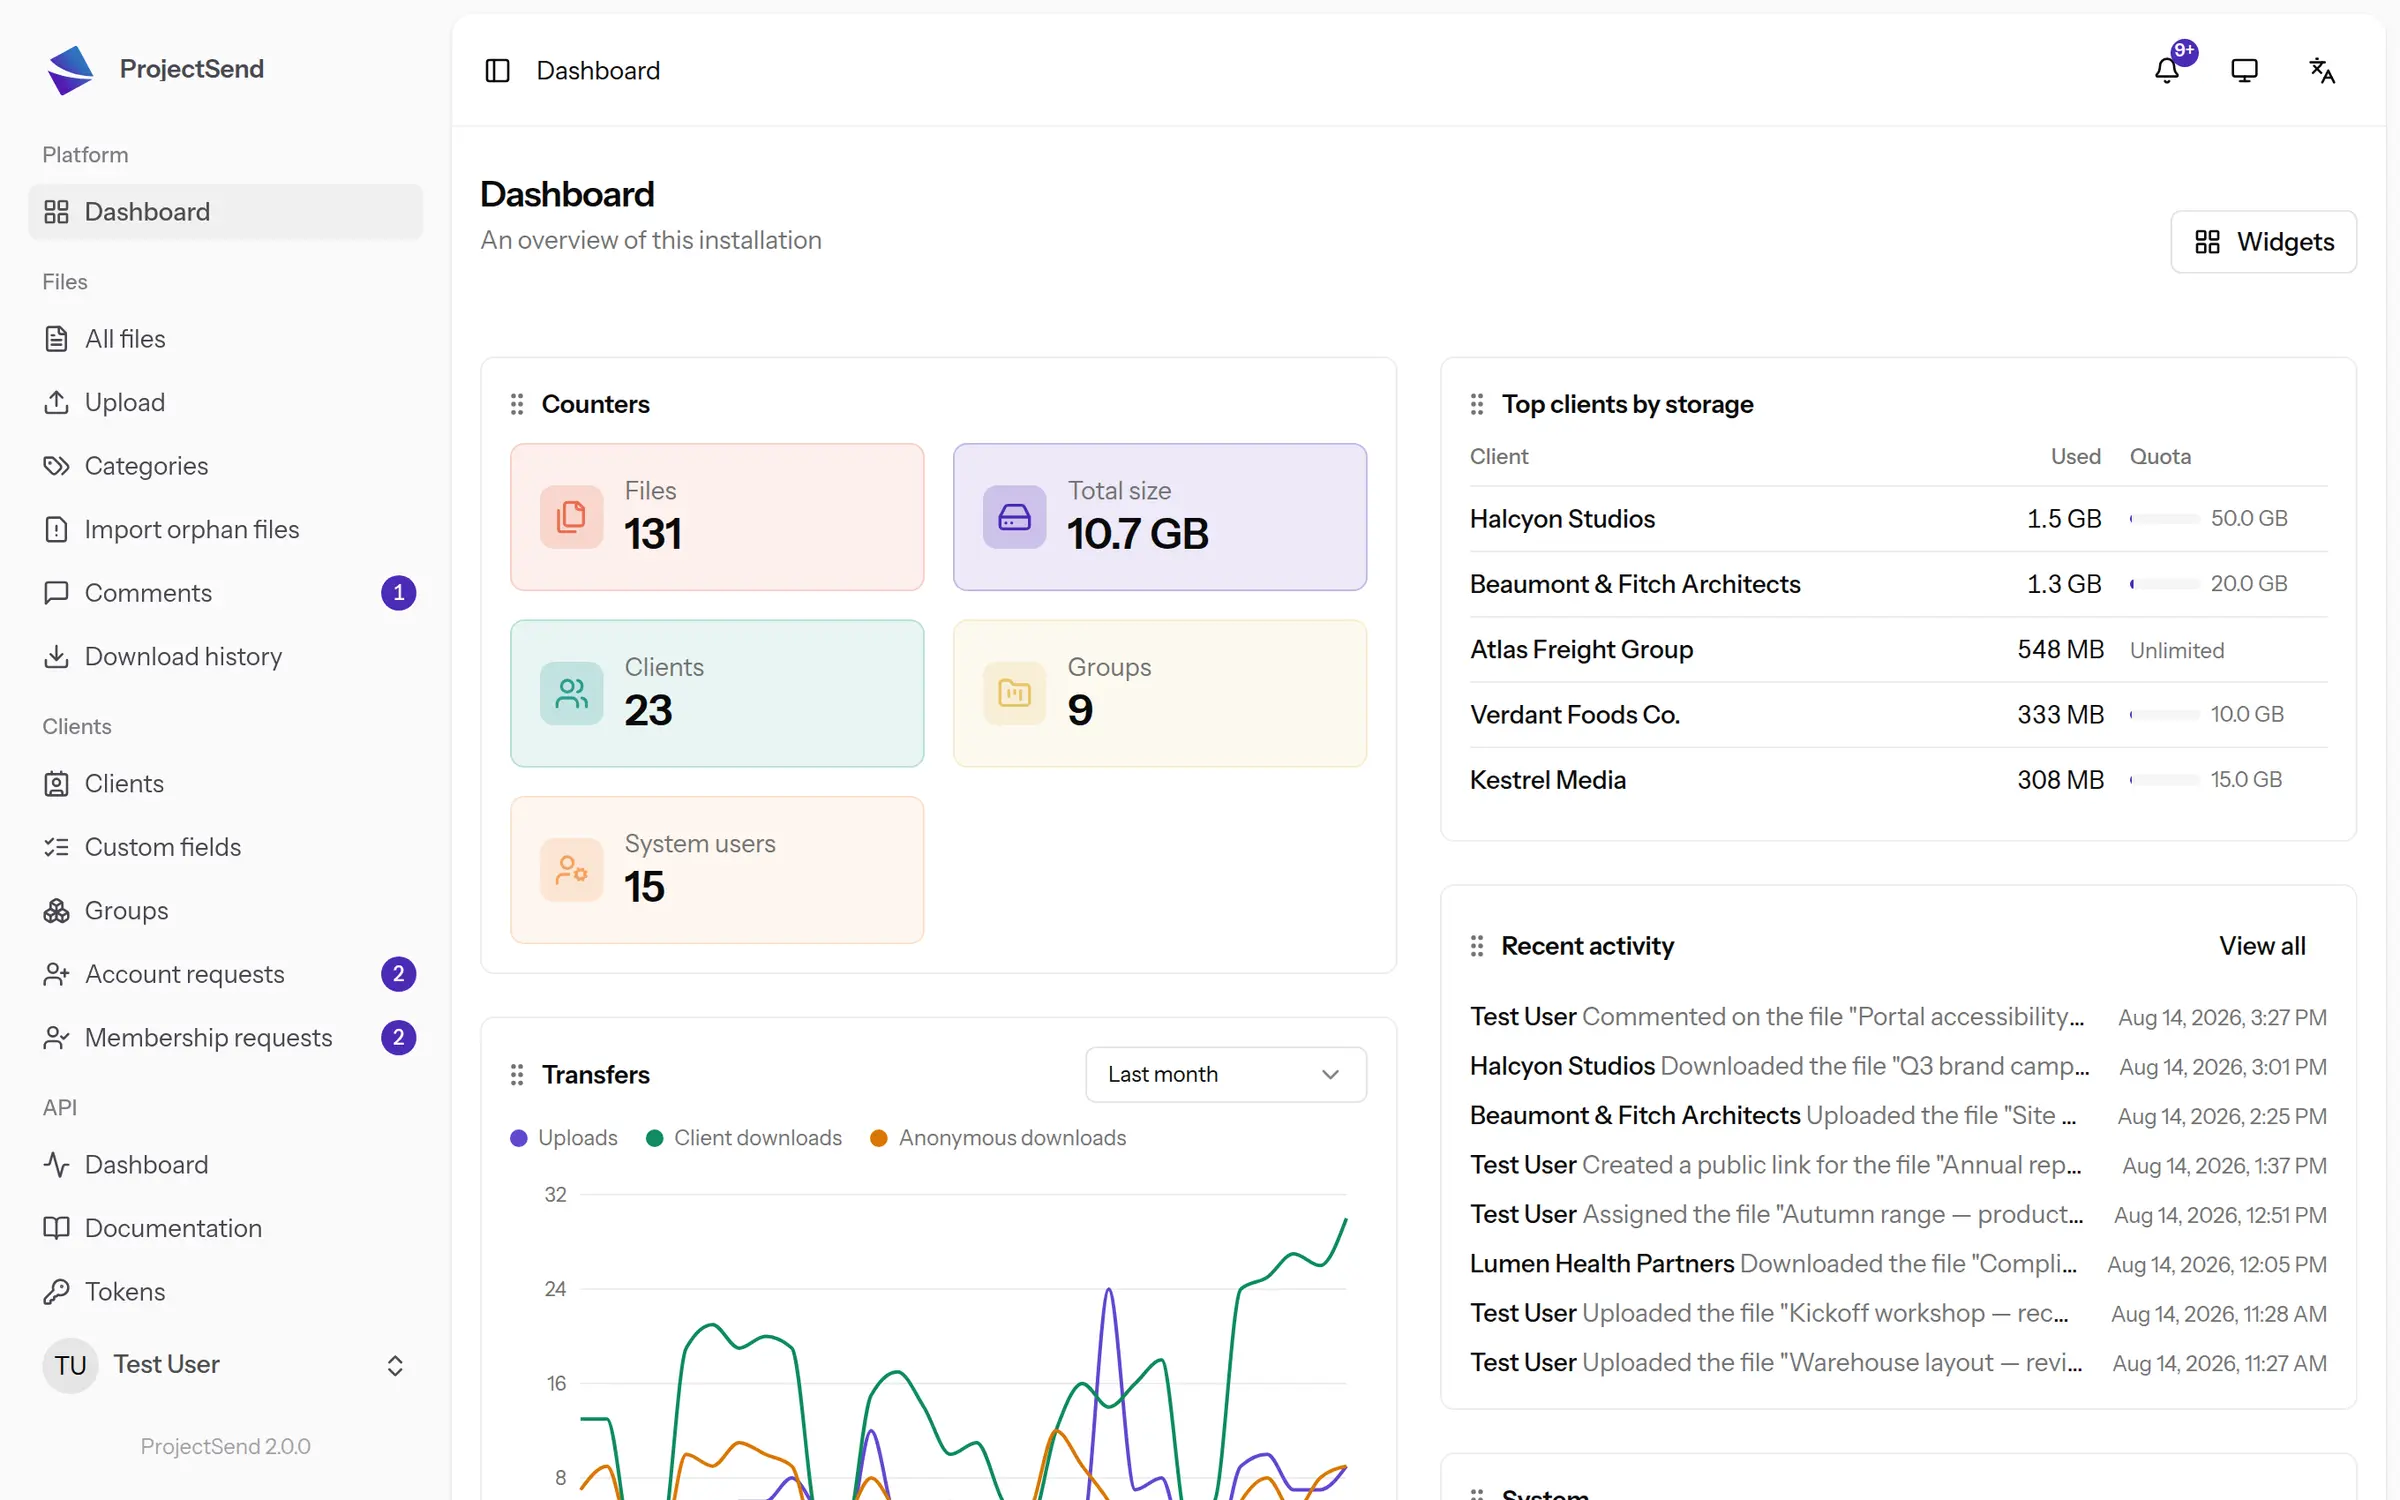 ProjectSend
Platform
Dashboard
Files
All files
Upload
Categories
Import orphan files
Comments 1
Download history
Clients
Clients
Custom fields
Groups
Account requests 2
Membership requests 2
API
Dashboard
Documentation
Tokens
TU Test User
ProjectSend 2.0.0
Dashboard
9+
Dashboard
An overview of this installation
Widgets
Counters
Files
131
Total size
10.7 GB
Clients
23
Groups
9
System users
15
Transfers
Last month
Uploads Client downloads Anonymous downloads
32
24
16
8
Top clients by storage
Client Used Quota
Halcyon Studios 1.5 GB 50.0 GB
Beaumont & Fitch Architects 1.3 GB 20.0 GB
Atlas Freight Group 548 MB Unlimited
Verdant Foods Co. 333 MB 10.0 GB
Kestrel Media 308 MB 15.0 GB
Recent activity View all
Test User Commented on the file "Portal accessibility... Aug 14, 2026, 3:27 PM
Halcyon Studios Downloaded the file "Q3 brand camp... Aug 14, 2026, 3:01 PM
Beaumont & Fitch Architects Uploaded the file "Site ... Aug 14, 2026, 2:25 PM
Test User Created a public link for the file "Annual rep... Aug 14, 2026, 1:37 PM
Test User Assigned the file "Autumn range — product... Aug 14, 2026, 12:51 PM
Lumen Health Partners Downloaded the file "Compli... Aug 14, 2026, 12:05 PM
Test User Uploaded the file "Kickoff workshop — rec... Aug 14, 2026, 11:28 AM
Test User Uploaded the file "Warehouse layout — revi... Aug 14, 2026, 11:27 AM
System